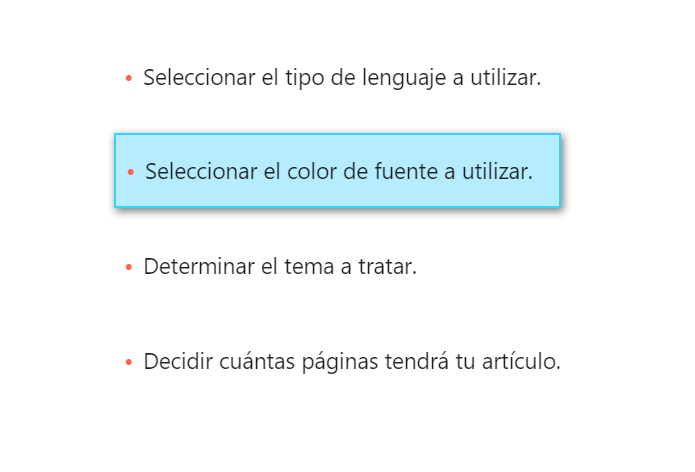 • Seleccionar el tipo de lenguaje a utilizar.
• Seleccionar el color de fuente a utilizar.
• Determinar el tema a tratar.
• Decidir cuántas páginas tendrá tu artículo.